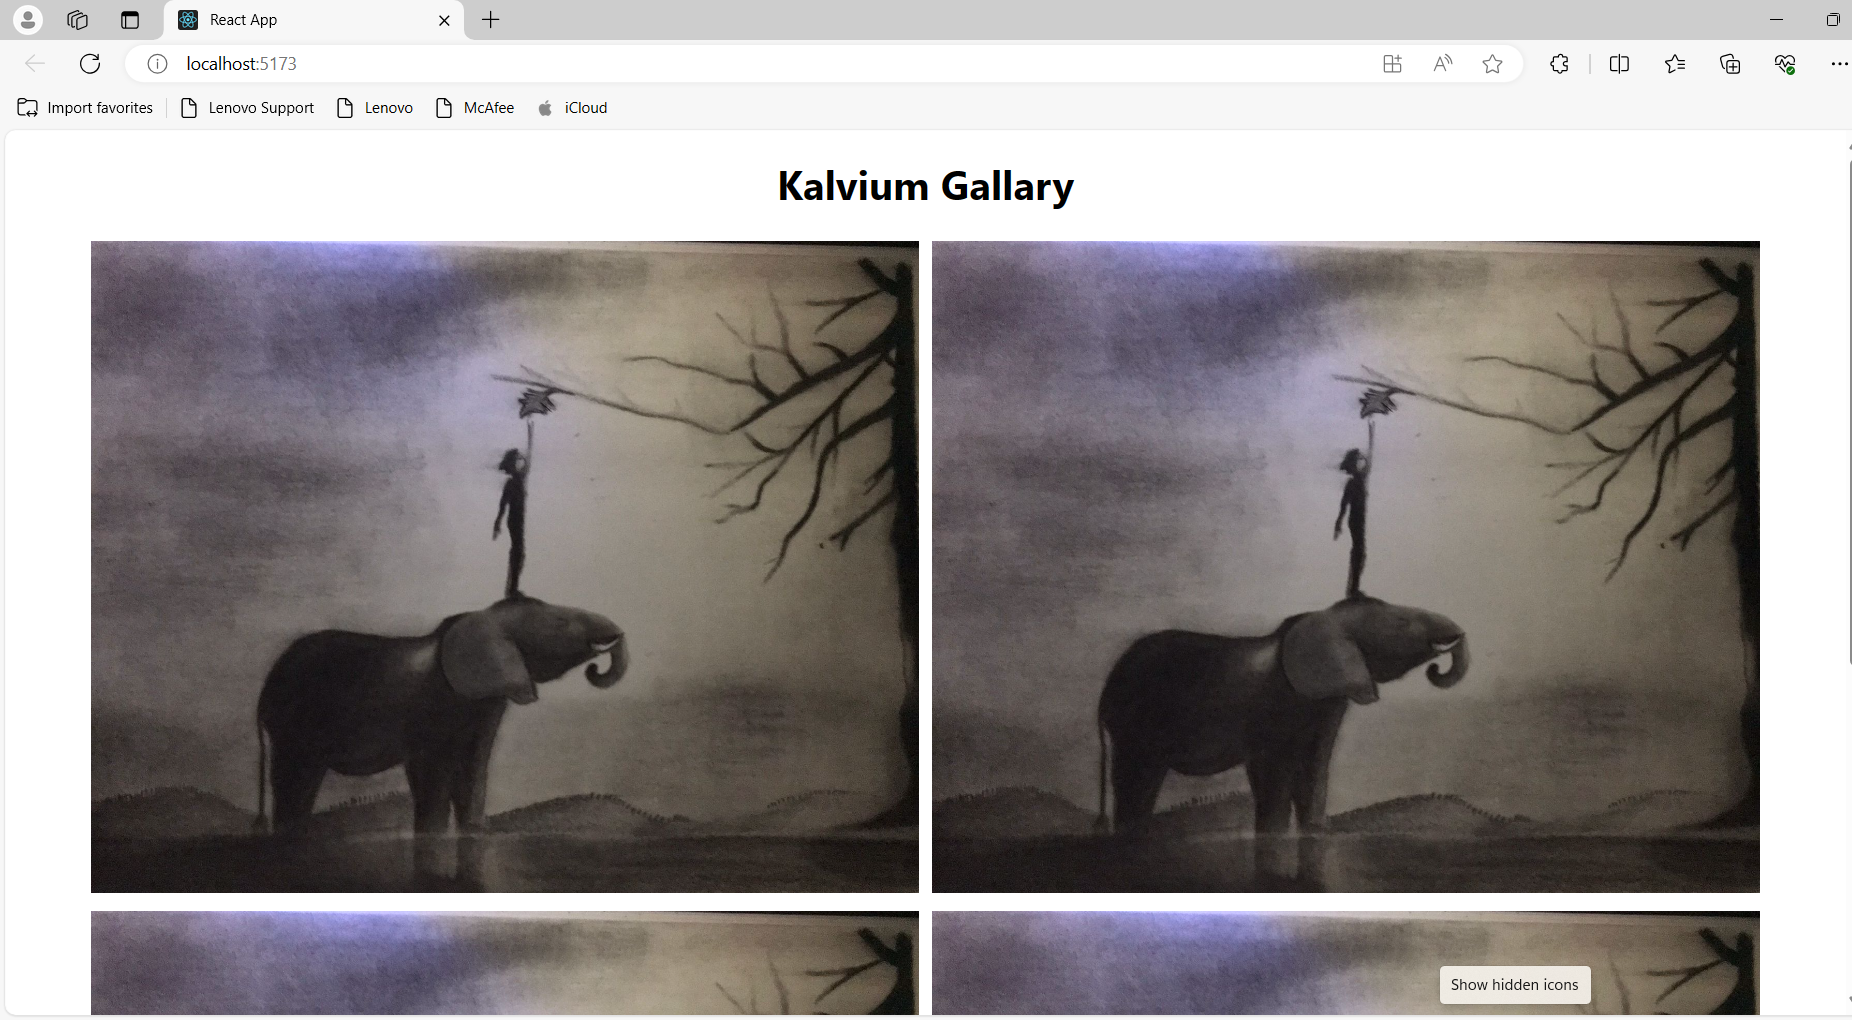 React App
localhost:5173
Import favorites Lenovo Support Lenovo McAfee iCloud
Kalvium Gallary
Show hidden icons